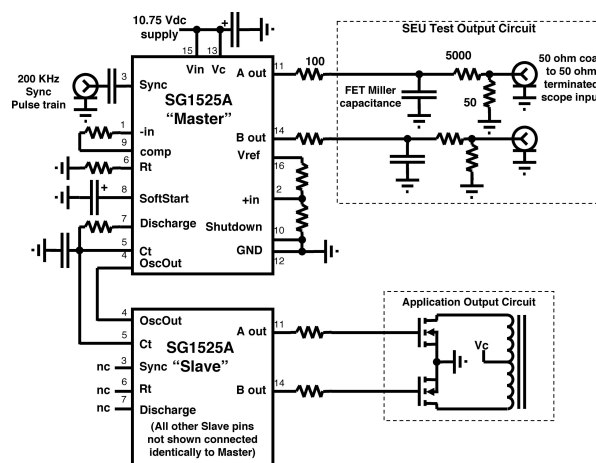 10.75 Vdc
supply
15
13
Vin Vc
200 KHz
Sync
Pulse train
3
Sync
SG1525A
“Master”
A out
11
100
1
-in
9
comp
6
Rt
8
SoftStart
7
Discharge
5
Ct
4
OscOut
B out
14
Vref
16
+in
2
Shutdown
10
GND
12
+
+
SEU Test Output Circuit
5000
50
FET Miller
capacitance
50 ohm coa
to 50 ohm
terminated
scope inpu
4
OscOut
5
Ct
SG1525A
“Slave”
nc
3
Sync
nc
6
Rt
nc
7
Discharge
A out
11
B out
14
(All other Slave pins
not shown connected
identically to Master)
Application Output Circuit
Vc